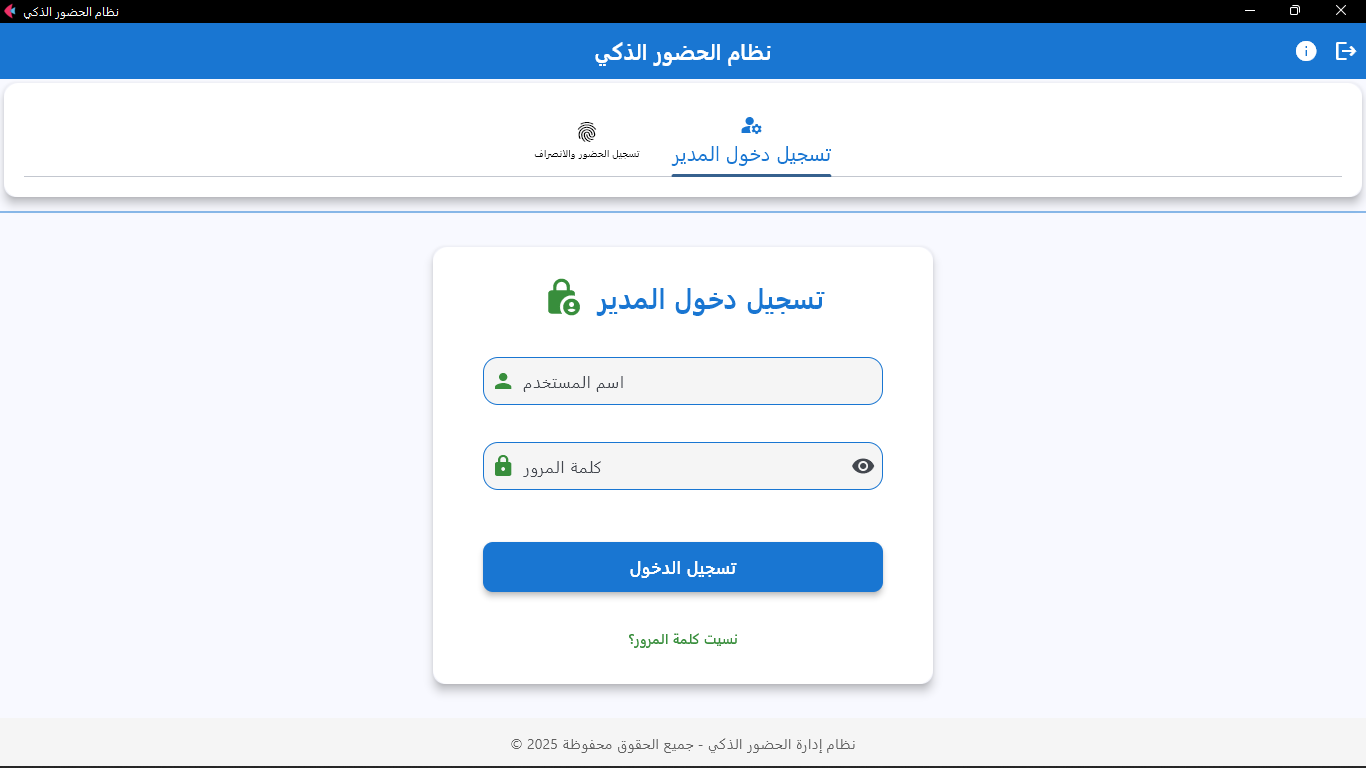 نظام الحضور الذكي
نظام الحضور الذكي
تسجيل دخول المدير
تسجيل الحضور والانصراف
تسجيل دخول المدير
اسم المستخدم
كلمة المرور
تسجيل الدخول
نسيت كلمة المرور؟
نظام إدارة الحضور الذكي - جميع الحقوق محفوظة 2025 ©